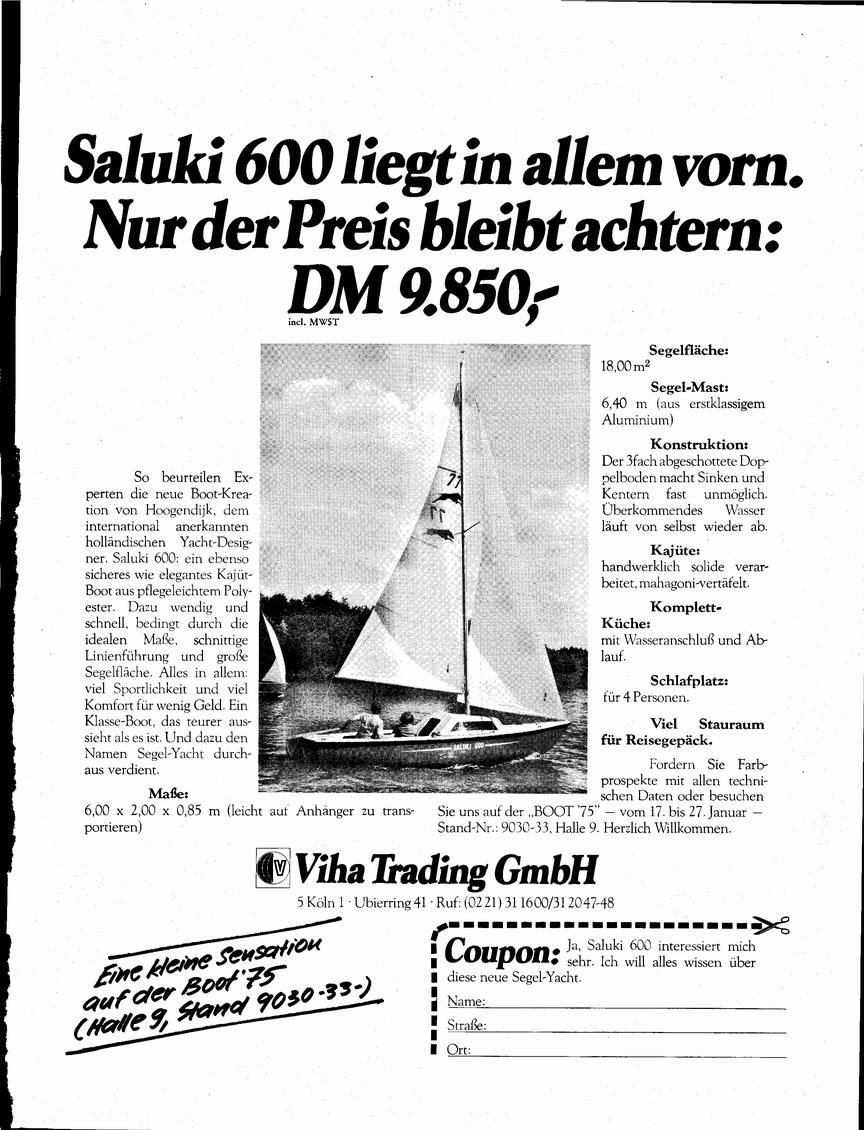 Saluki 600 liegt in allem vorn.
Nur der Preis bleibt achtern:
DM 9.850,-
incl. MWST
So beurteilen Ex-
perten die neue Boot-Krea-
tion von Hoogendijk, dem
international anerkannten
holländischen Yacht-Desig-
ner. Saluki 600: ein ebenso
sicheres wie elegantes Kajüt-
Boot aus pflegeleichtem Poly-
ester. Dazu wendig und
schnell, bedingt durch die
idealen Maße, schnittige
Linienführung und große
Segelfläche. Alles in allem:
viel Sportlichkeit und viel
Komfort für wenig Geld. Ein
Klasse-Boot, das teurer aus-
sieht als es ist. Und dazu den
Namen Segel-Yacht durch-
aus verdient.
Maße:
6,00 x 2,00 x 0,85 m (leicht auf Anhänger zu trans-
portieren)
77
77
SALUKI 600
Segelfläche:
18,00 m²
Segel-Mast:
6,40 m (aus erstklassigem
Aluminium)
Konstruktion:
Der 3fach abgeschottete Dop-
pelboden macht Sinken und
Kentern fast unmöglich.
Überkommendes Wasser
läuft von selbst wieder ab.
Kajüte:
handwerklich solide verar-
beitet, mahagoni-vertäfelt.
Komplett-
Küche:
mit Wasseranschluß und Ab-
lauf.
Schlafplatz:
für 4 Personen.
Viel Stauraum
für Reisegepäck.
Fordern Sie Farb-
prospekte mit allen techni-
schen Daten oder besuchen
Sie uns auf der „BOOT '75" — vom 17. bis 27. Januar —
Stand-Nr.: 9030-33, Halle 9. Herzlich Willkommen.
Viha Trading GmbH
5 Köln 1 · Ubierring 41 · Ruf: (0221) 31 1600/31 2047-48
Eine kleine Sensation
auf der Boot '75
(Halle 9, Stand 9030-33-)
Coupon: Ja, Saluki 600 interessiert mich
sehr. Ich will alles wissen über
diese neue Segel-Yacht.
Name:
Straße:
Ort: